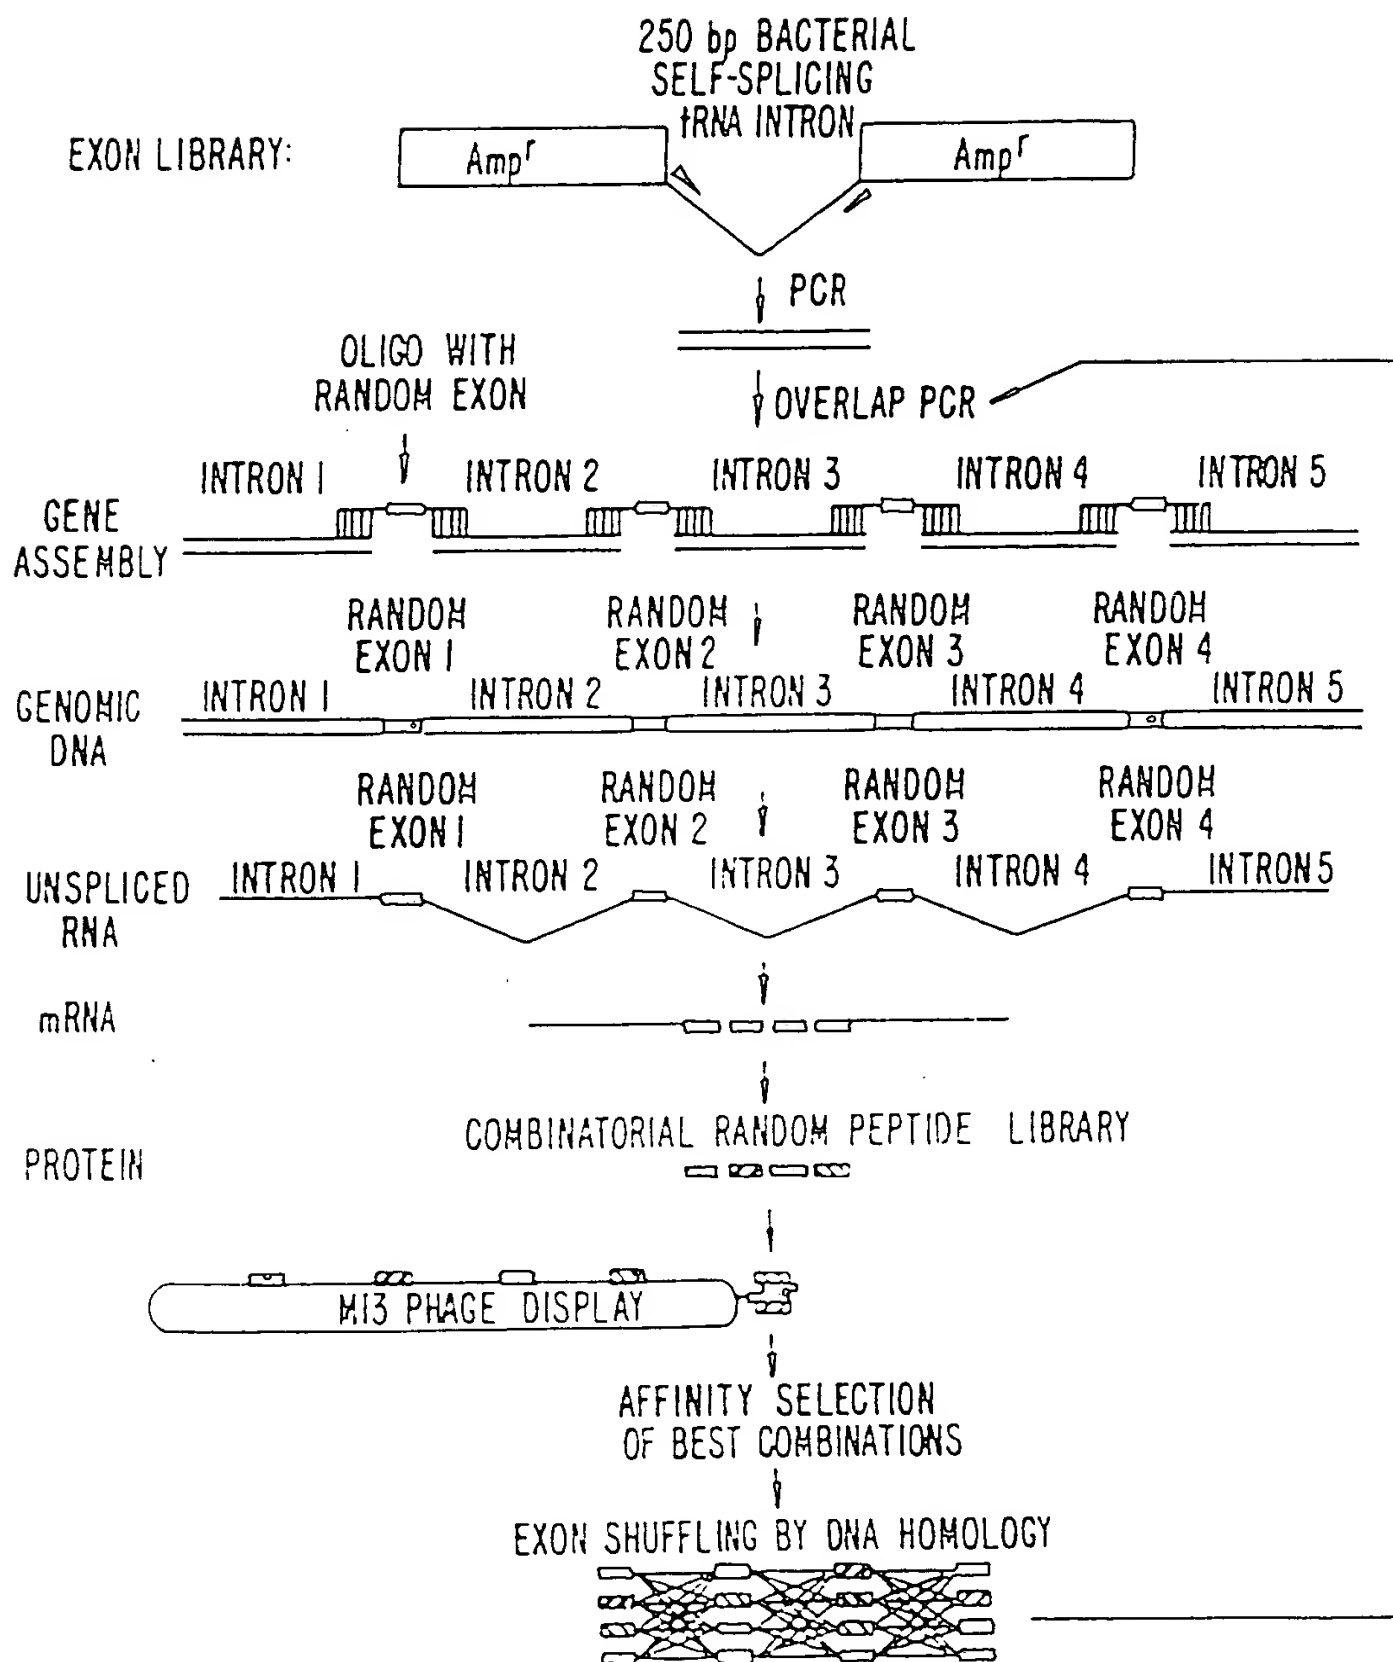 250 bp BACTERIAL
SELF-SPLICING
tRNA INTRON
EXON LIBRARY:
Ampr
Ampr
PCR
OLIGO WITH
RANDOM EXON
OVERLAP PCR
INTRON 1
INTRON 2
INTRON 3
INTRON 4
INTRON 5
GENE
ASSEMBLY
RANDOM
EXON 1
RANDOM
EXON 2
RANDOM
EXON 3
RANDOM
EXON 4
GENOMIC
DNA
INTRON 1
INTRON 2
INTRON 3
INTRON 4
INTRON 5
RANDOM
EXON 1
RANDOM
EXON 2
RANDOM
EXON 3
RANDOM
EXON 4
UNSPLICED
RNA
INTRON 1
INTRON 2
INTRON 3
INTRON 4
INTRON 5
mRNA
COMBINATORIAL RANDOM PEPTIDE LIBRARY
PROTEIN
M13 PHAGE DISPLAY
AFFINITY SELECTION
OF BEST COMBINATIONS
EXON SHUFFLING BY DNA HOMOLOGY